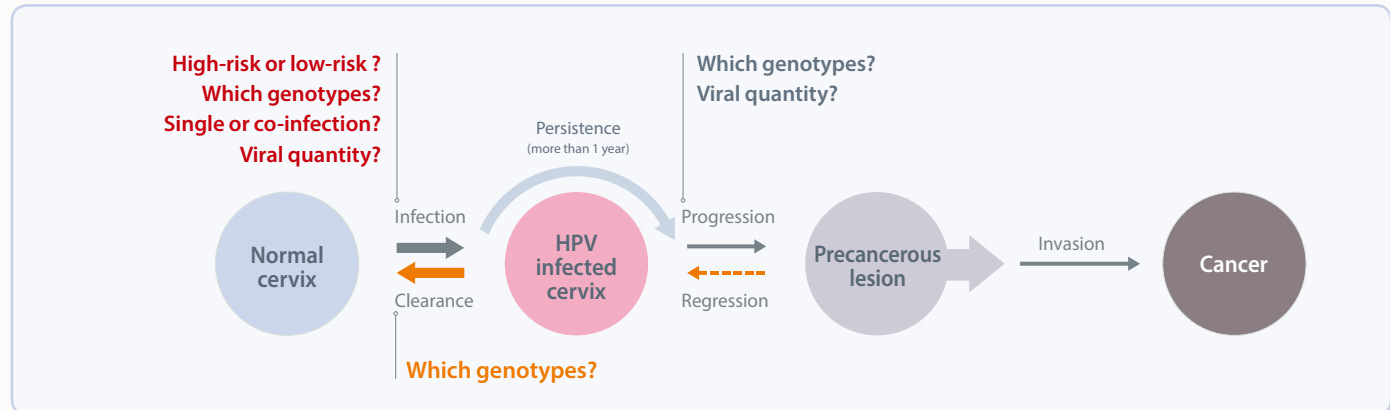 High-risk or low-risk ?
Which genotypes?
Single or co-infection?
Viral quantity?
Which genotypes?
Viral quantity?
Persistence
(more than 1 year)
Infection
Progression
Normal
cervix
HPV
infected
cervix
Precancerous
lesion
Invasion
Cancer
Clearance
Regression
Which genotypes?